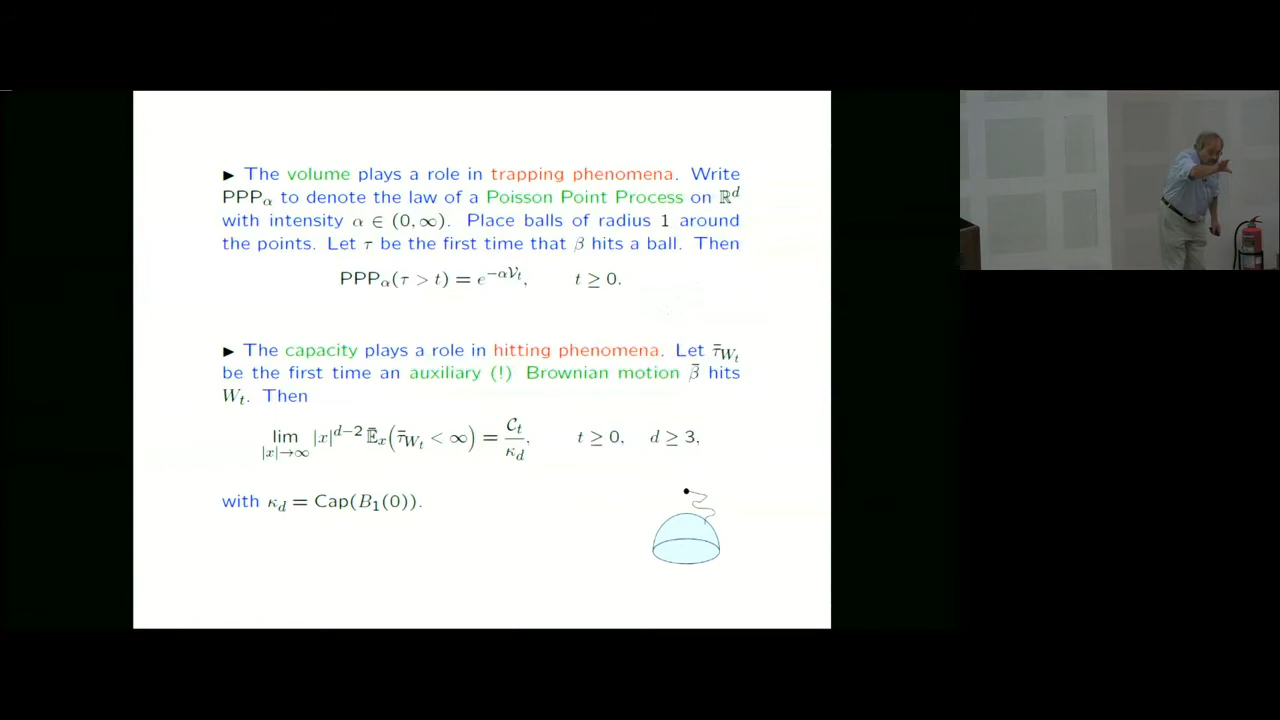 ► The volume plays a role in trapping phenomena. Write
PPP_α to denote the law of a Poisson Point Process on ℝ^d
with intensity α ∈ (0, ∞). Place balls of radius 1 around
the points. Let τ be the first time that β hits a ball. Then
PPP_α(τ > t) = e^{−α𝒱_t}, t ≥ 0.
► The capacity plays a role in hitting phenomena. Let τ̄_{W_t}
be the first time an auxiliary (!) Brownian motion β̄ hits
W_t. Then
lim_{|x|→∞} |x|^{d−2} 𝔼̄_x(τ̄_{W_t} < ∞) = 𝒞_t/κ_d, t ≥ 0, d ≥ 3,
with κ_d = Cap(B_1(0)).